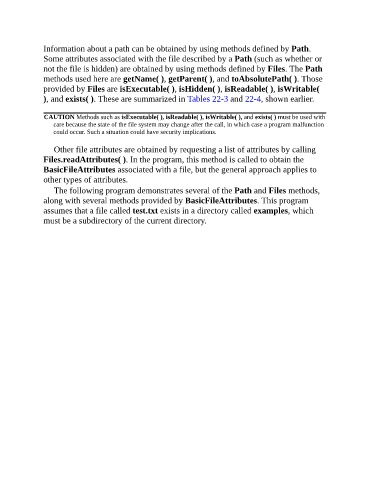 Information about a path can be obtained by using methods defined by Path.
Some attributes associated with the file described by a Path (such as whether or
not the file is hidden) are obtained by using methods defined by Files. The Path
methods used here are getName( ), getParent( ), and toAbsolutePath( ). Those
provided by Files are isExecutable( ), isHidden( ), isReadable( ), isWritable(
), and exists( ). These are summarized in Tables 22-3 and 22-4, shown earlier.
CAUTION Methods such as isExecutable( ), isReadable( ), isWritable( ), and exists( ) must be used with
care because the state of the file system may change after the call, in which case a program malfunction
could occur. Such a situation could have security implications.
Other file attributes are obtained by requesting a list of attributes by calling
Files.readAttributes( ). In the program, this method is called to obtain the
BasicFileAttributes associated with a file, but the general approach applies to
other types of attributes.
The following program demonstrates several of the Path and Files methods,
along with several methods provided by BasicFileAttributes. This program
assumes that a file called test.txt exists in a directory called examples, which
must be a subdirectory of the current directory.